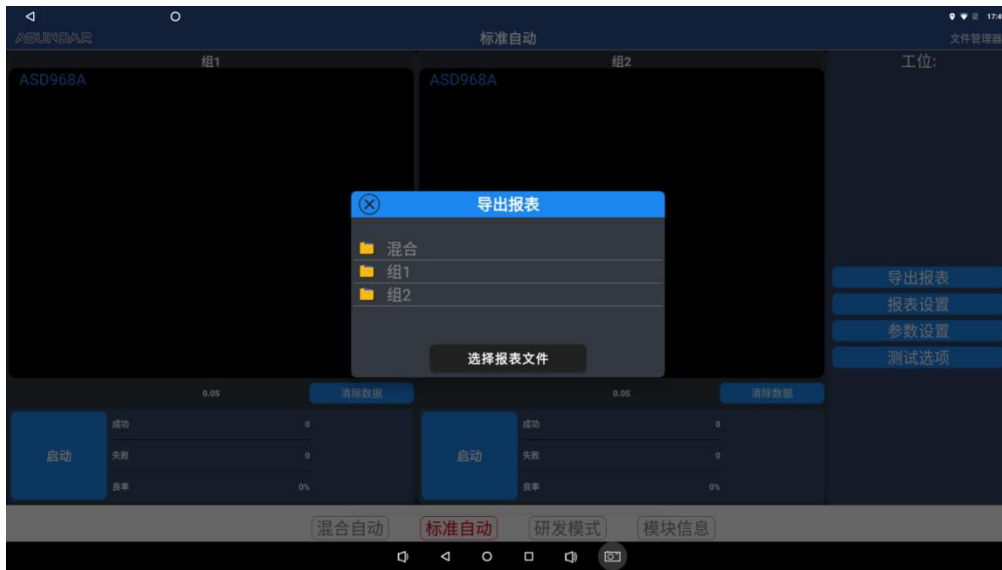 17:4
ASUNDAR
标准自动
文件管理器
组1
组2
工位:
ASD968A
ASD968A
导出报表
混合
组1
组2
选择报表文件
导出报表
报表设置
参数设置
测试选项
0.0S
清除数据
0.0S
清除数据
启动
成功
0
失败
0
良率
0%
启动
成功
0
失败
0
良率
0%
混合自动
标准自动
研发模式
模块信息